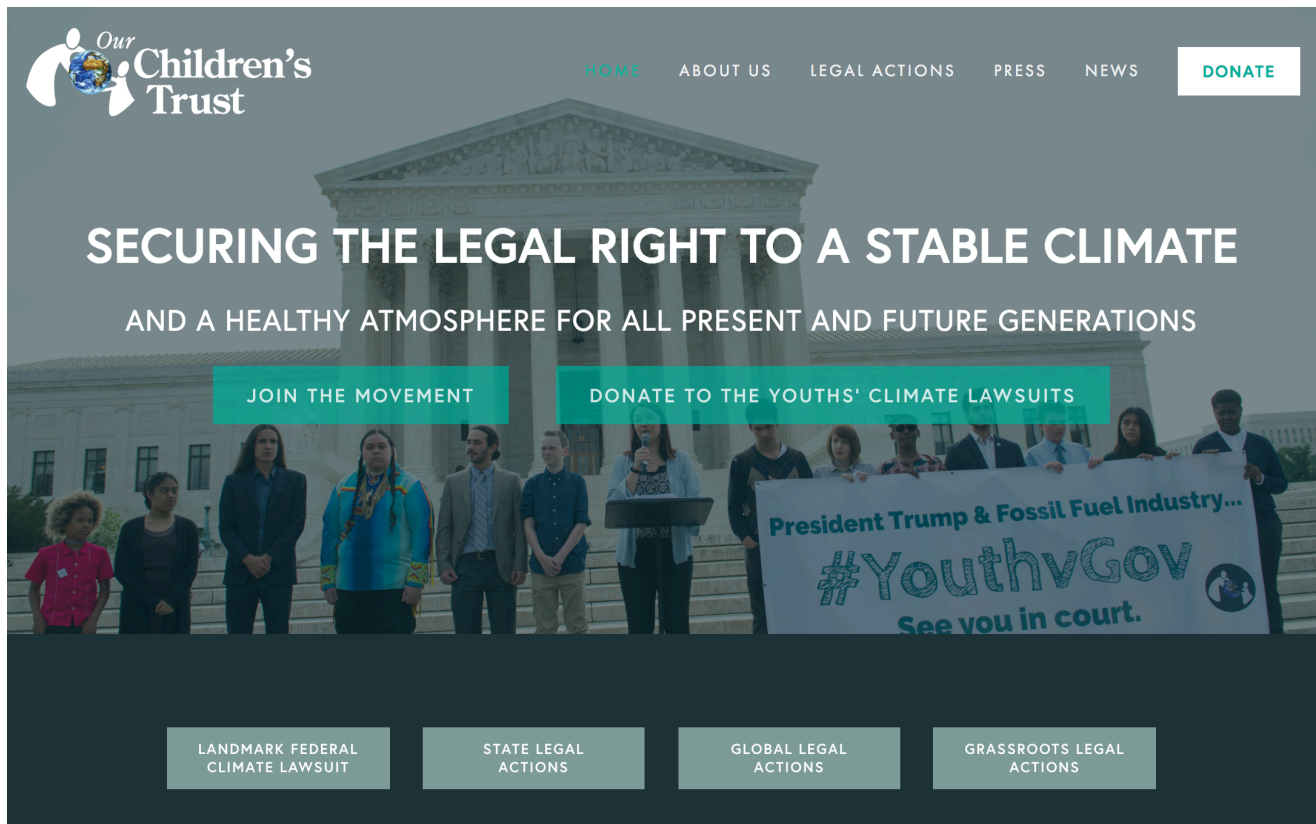 Our
Children's
Trust
HOME
ABOUT US
LEGAL ACTIONS
PRESS
NEWS
DONATE
SECURING THE LEGAL RIGHT TO A STABLE CLIMATE
AND A HEALTHY ATMOSPHERE FOR ALL PRESENT AND FUTURE GENERATIONS
JOIN THE MOVEMENT
DONATE TO THE YOUTHS' CLIMATE LAWSUITS
President Trump & Fossil Fuel Industry...
#YouthvGov
See you in court.
LANDMARK FEDERAL
CLIMATE LAWSUIT
STATE LEGAL
ACTIONS
GLOBAL LEGAL
ACTIONS
GRASSROOTS LEGAL
ACTIONS